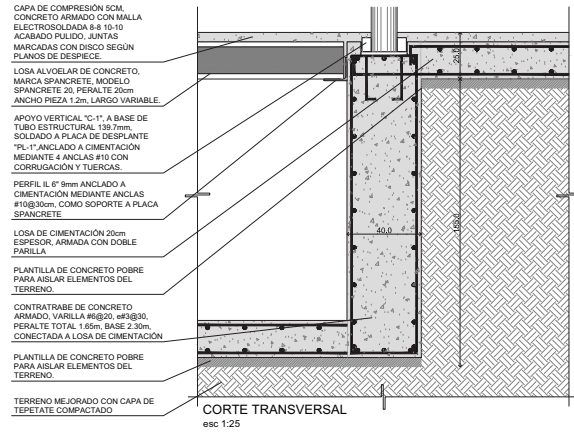 CAPA DE COMPRESIÓN 5CM,
CONCRETO ARMADO CON MALLA
ELECTROSOLDADA 8-8 10-10
ACABADO PULIDO, JUNTAS
MARCADAS CON DISCO SEGÚN
PLANOS DE DESPIECE.
LOSA ALVOELAR DE CONCRETO,
MARCA SPANCRETE, MODELO
SPANCRETE 20, PERALTE 20cm
ANCHO PIEZA 1.2m, LARGO VARIABLE.
APOYO VERTICAL "C-1", A BASE DE
TUBO ESTRUCTURAL 139.7mm,
SOLDADO A PLACA DE DESPLANTE
"PL-1",ANCLADO A CIMENTACIÓN
MEDIANTE 4 ANCLAS #10 CON
CORRUGACIÓN Y TUERCAS.
PERFIL IL 6" 9mm ANCLADO A
CIMENTACIÓN MEDIANTE ANCLAS
#10@30cm, COMO SOPORTE A PLACA
SPANCRETE
LOSA DE CIMENTACIÓN 20cm
ESPESOR, ARMADA CON DOBLE
PARILLA
PLANTILLA DE CONCRETO POBRE
PARA AISLAR ELEMENTOS DEL
TERRENO.
CONTRATRABE DE CONCRETO
ARMADO, VARILLA #6@20, e#3@30,
PERALTE TOTAL 1.65m, BASE 2.30m,
CONECTADA A LOSA DE CIMENTACIÓN
PLANTILLA DE CONCRETO POBRE
PARA AISLAR ELEMENTOS DEL
TERRENO.
TERRENO MEJORADO CON CAPA DE
TEPETATE COMPACTADO
25.0
40.0
155.0
CORTE TRANSVERSAL
esc 1:25